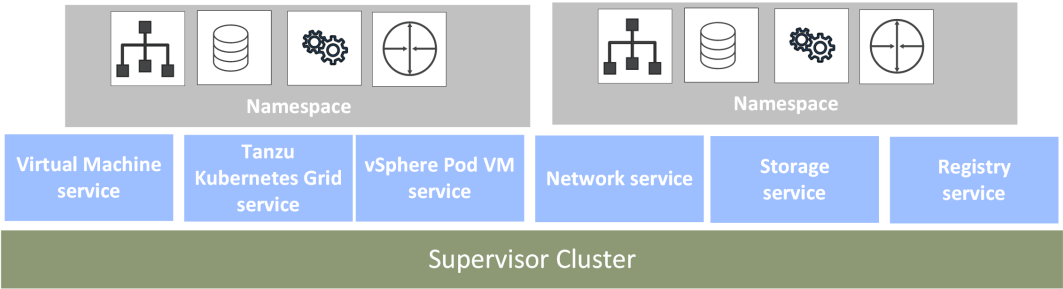 Namespace
Namespace
Virtual Machine
service
Tanzu
Kubernetes Grid
service
vSphere Pod VM
service
Network service
Storage
service
Registry
service
Supervisor Cluster